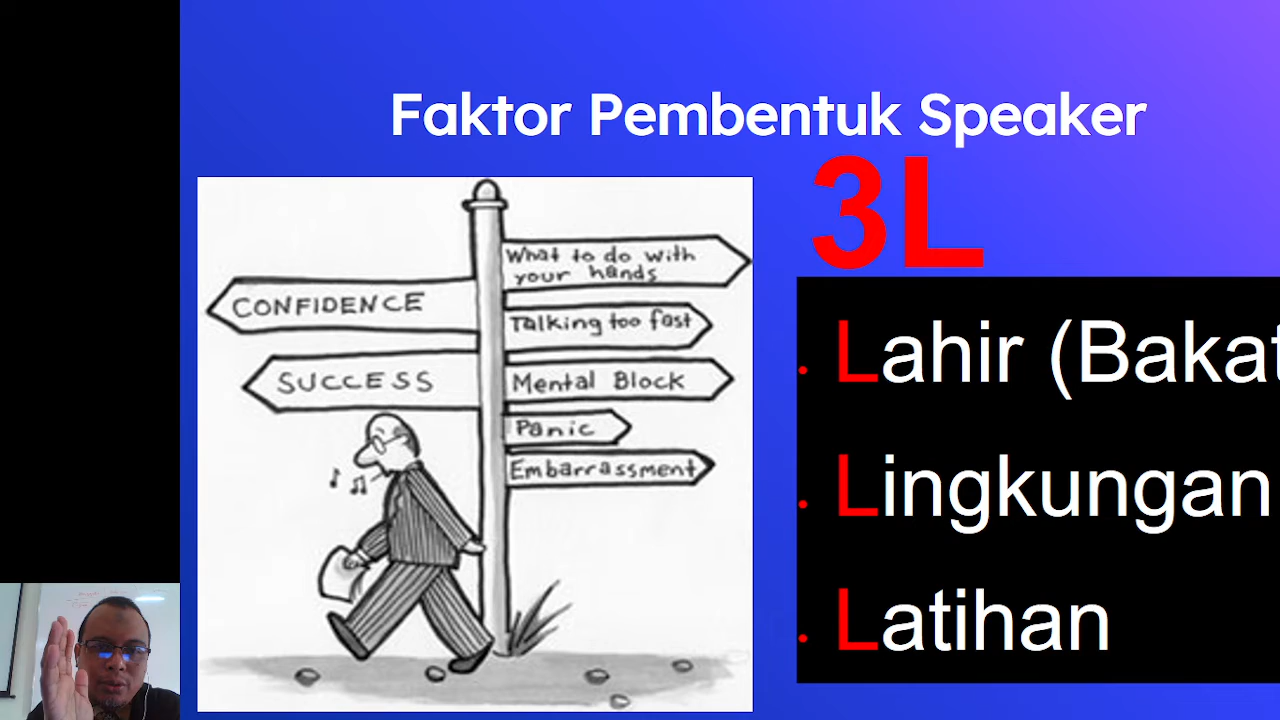 Faktor Pembentuk Speaker
3L
What to do with
your hands
CONFIDENCE
Talking too fast
SUCCESS
Mental Block
Panic
Embarrassment
. Lahir (Bakat
. Lingkungan
. Latihan